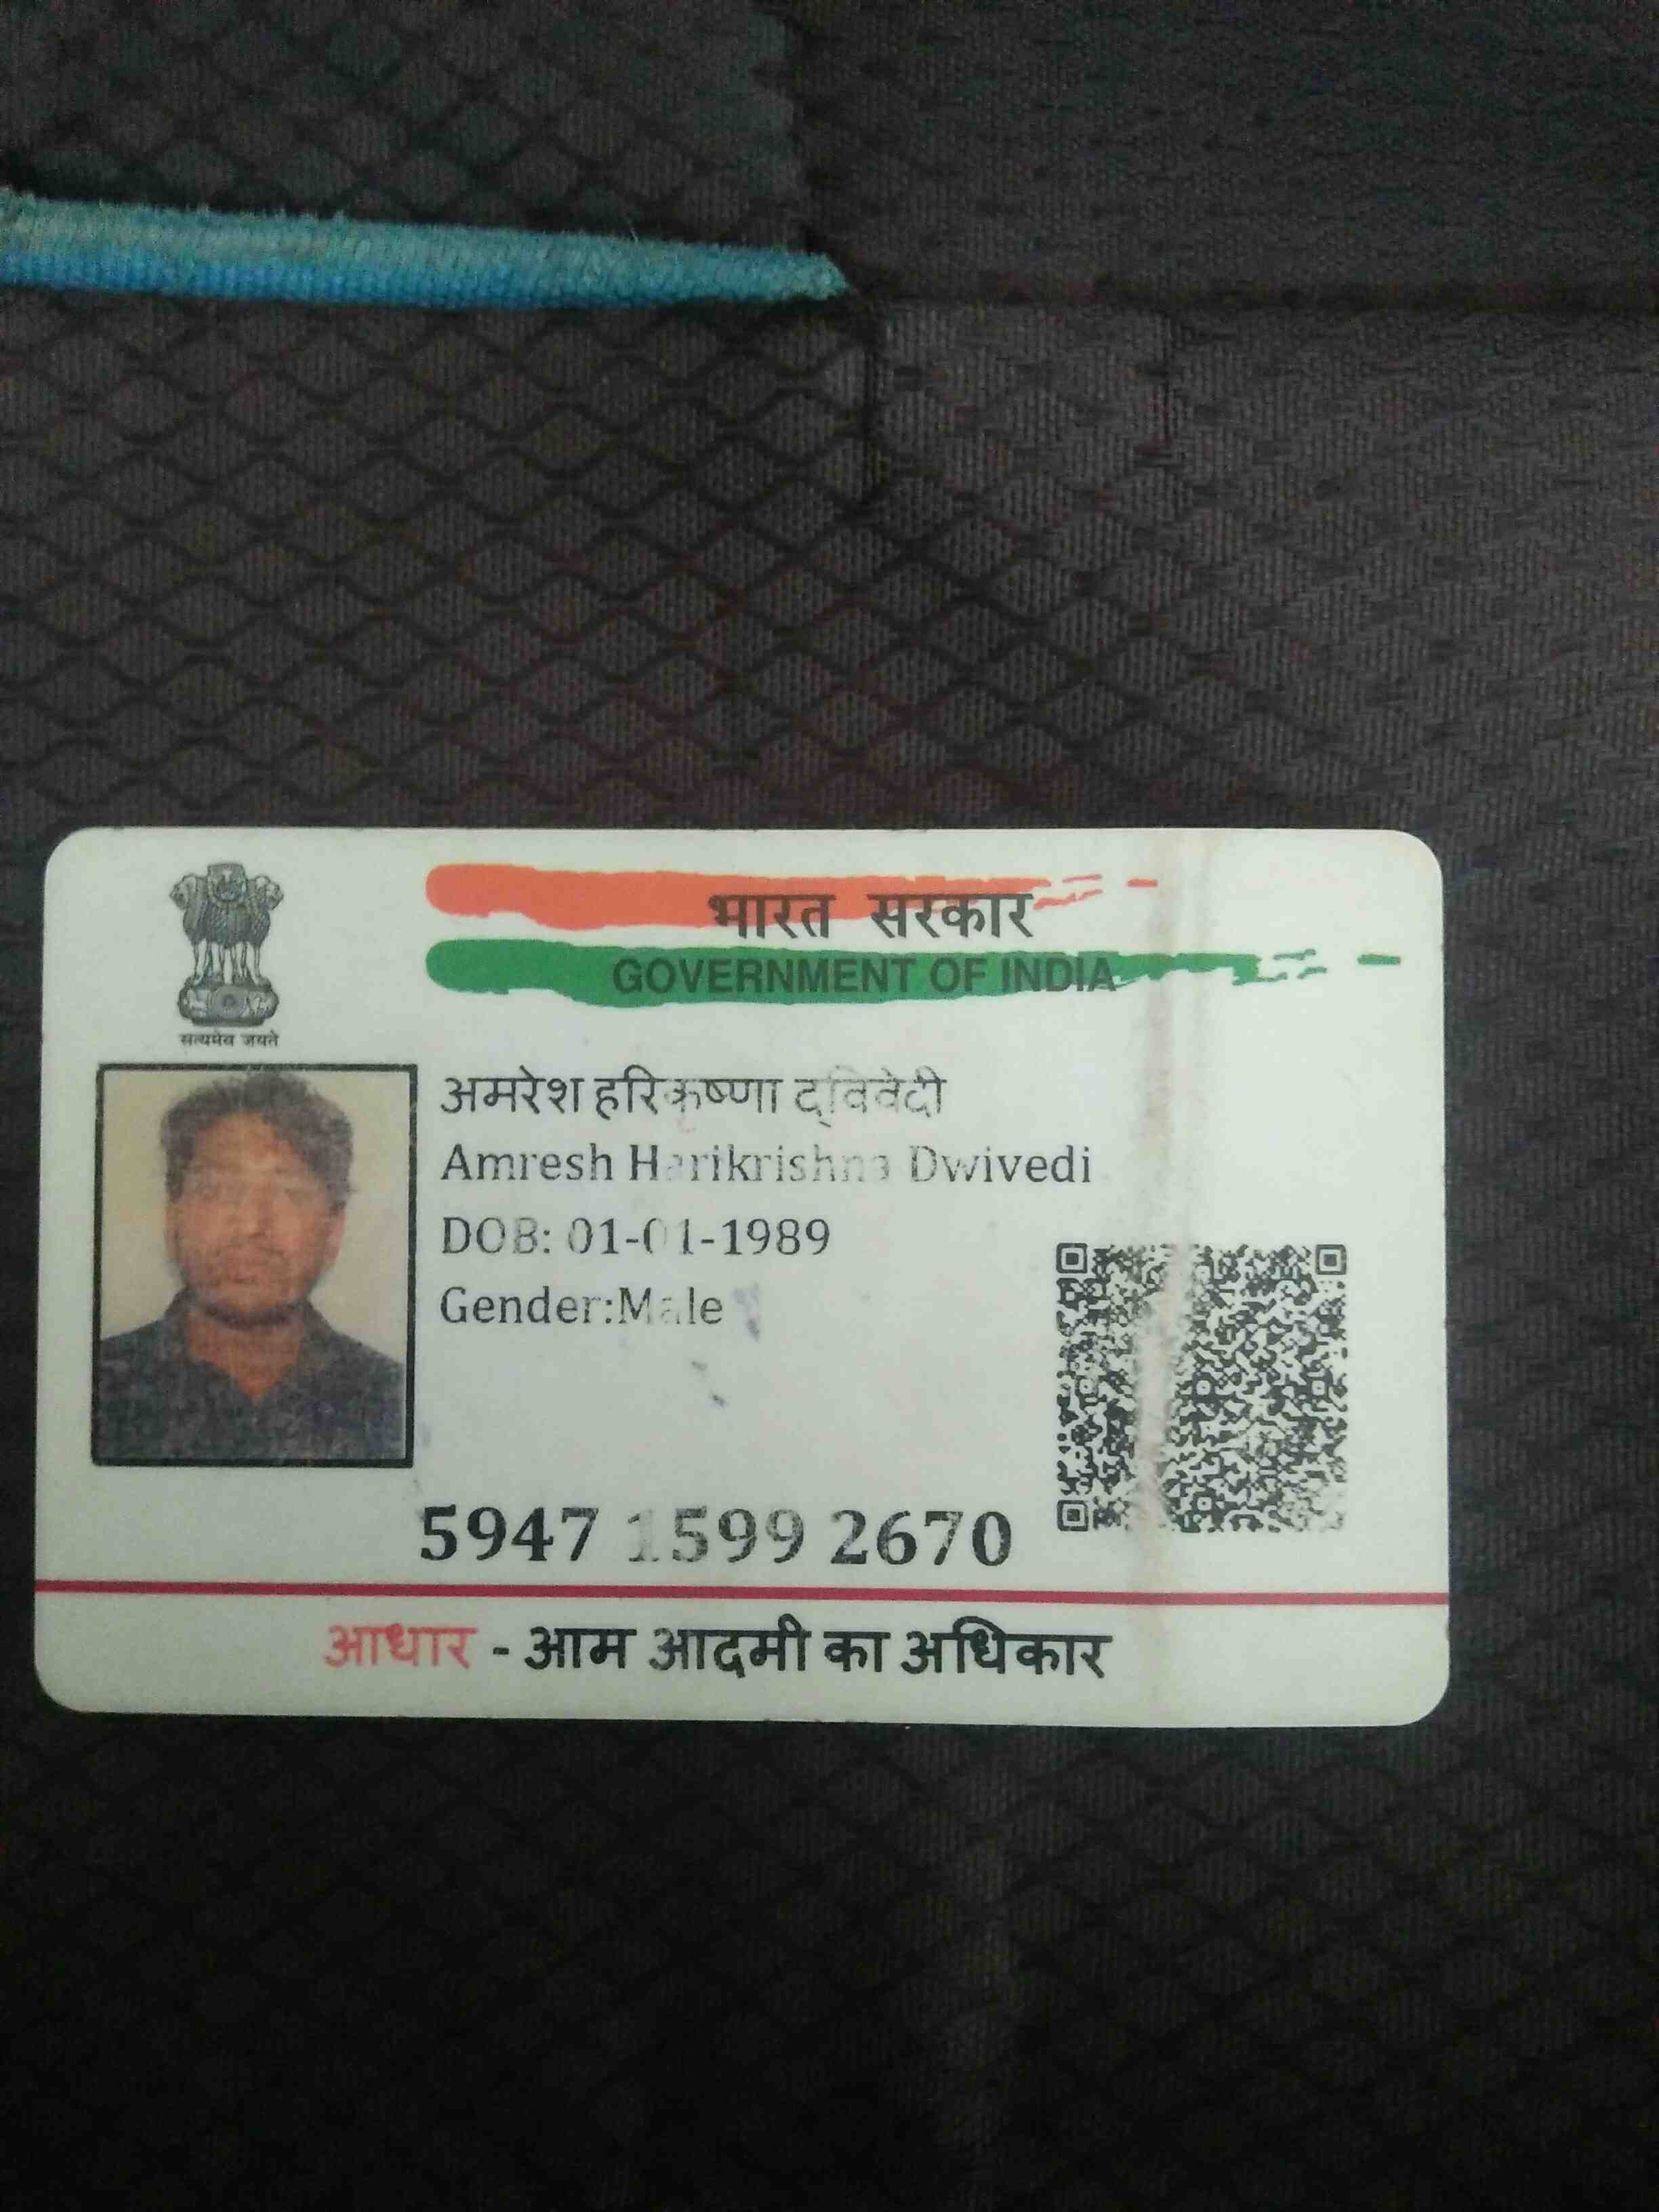 भारत सरकार
GOVERNMENT OF INDIA
सत्यमेव जयते
अमरेश हरिकृष्णा द्विवेदी
Amresh Harikrishna Dwivedi
DOB: 01-01-1989
Gender:Male
5947 1599 2670
आधार - आम आदमी का अधिकार